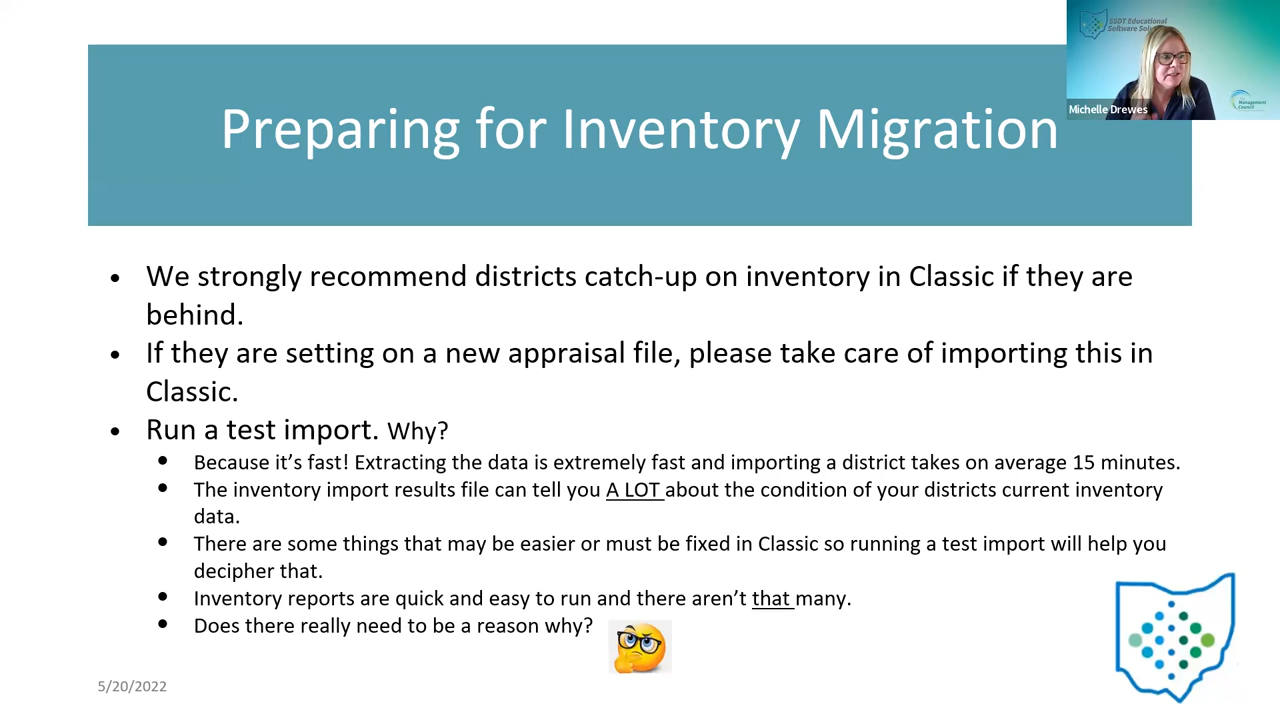 SSDT Educational
Michelle Drewes
Management
Council
Preparing for Inventory Migration
• We strongly recommend districts catch-up on inventory in Classic if they are
behind.
• If they are setting on a new appraisal file, please take care of importing this in
Classic.
• Run a test import. Why?
• Because it's fast! Extracting the data is extremely fast and importing a district takes on average 15 minutes.
• The inventory import results file can tell you A LOT about the condition of your districts current inventory
data.
• There are some things that may be easier or must be fixed in Classic so running a test import will help you
decipher that.
• Inventory reports are quick and easy to run and there aren't that many.
• Does there really need to be a reason why?
5/20/2022